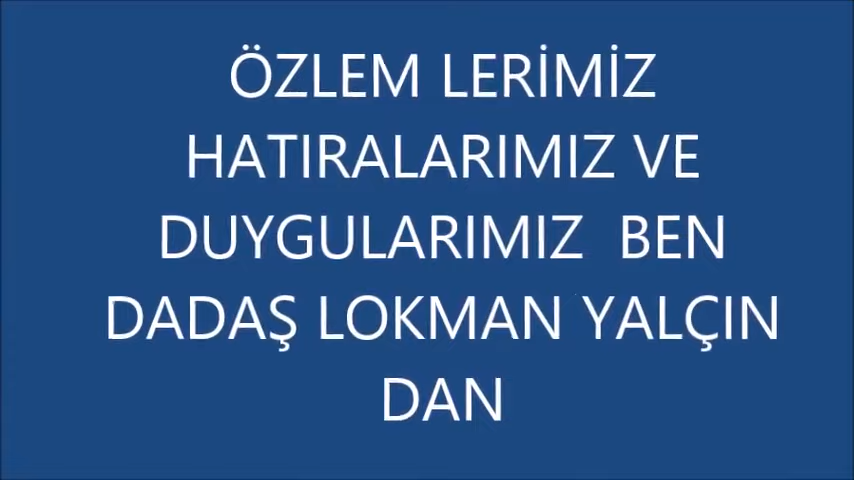 ÖZLEM LERİMİZ
HATIRALARIMIZ VE
DUYGULARIMIZ BEN
DADAŞ LOKMAN YALÇIN
DAN